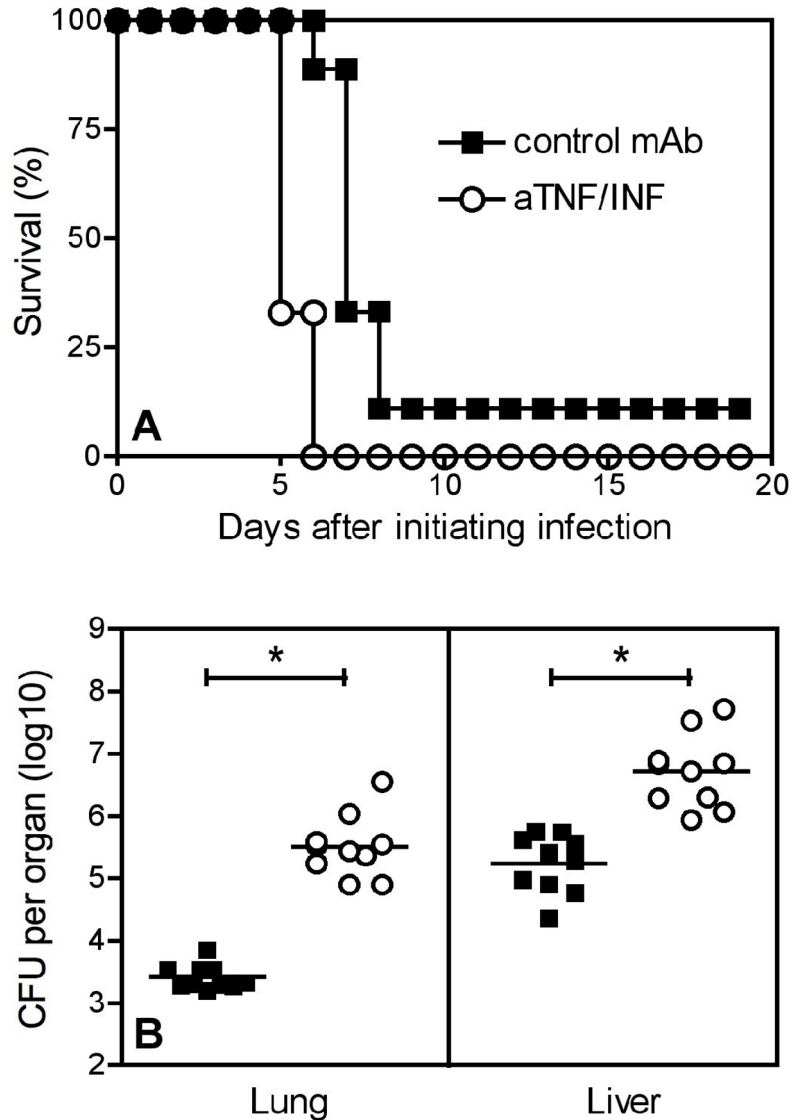 100
75
50
25
0
Survival (%)
control mAb
aTNF/INF
A
0 5 10 15 20
Days after initiating infection
9
8
7
6
5
4
3
2
CFU per organ (log10)
* *
B
Lung Liver